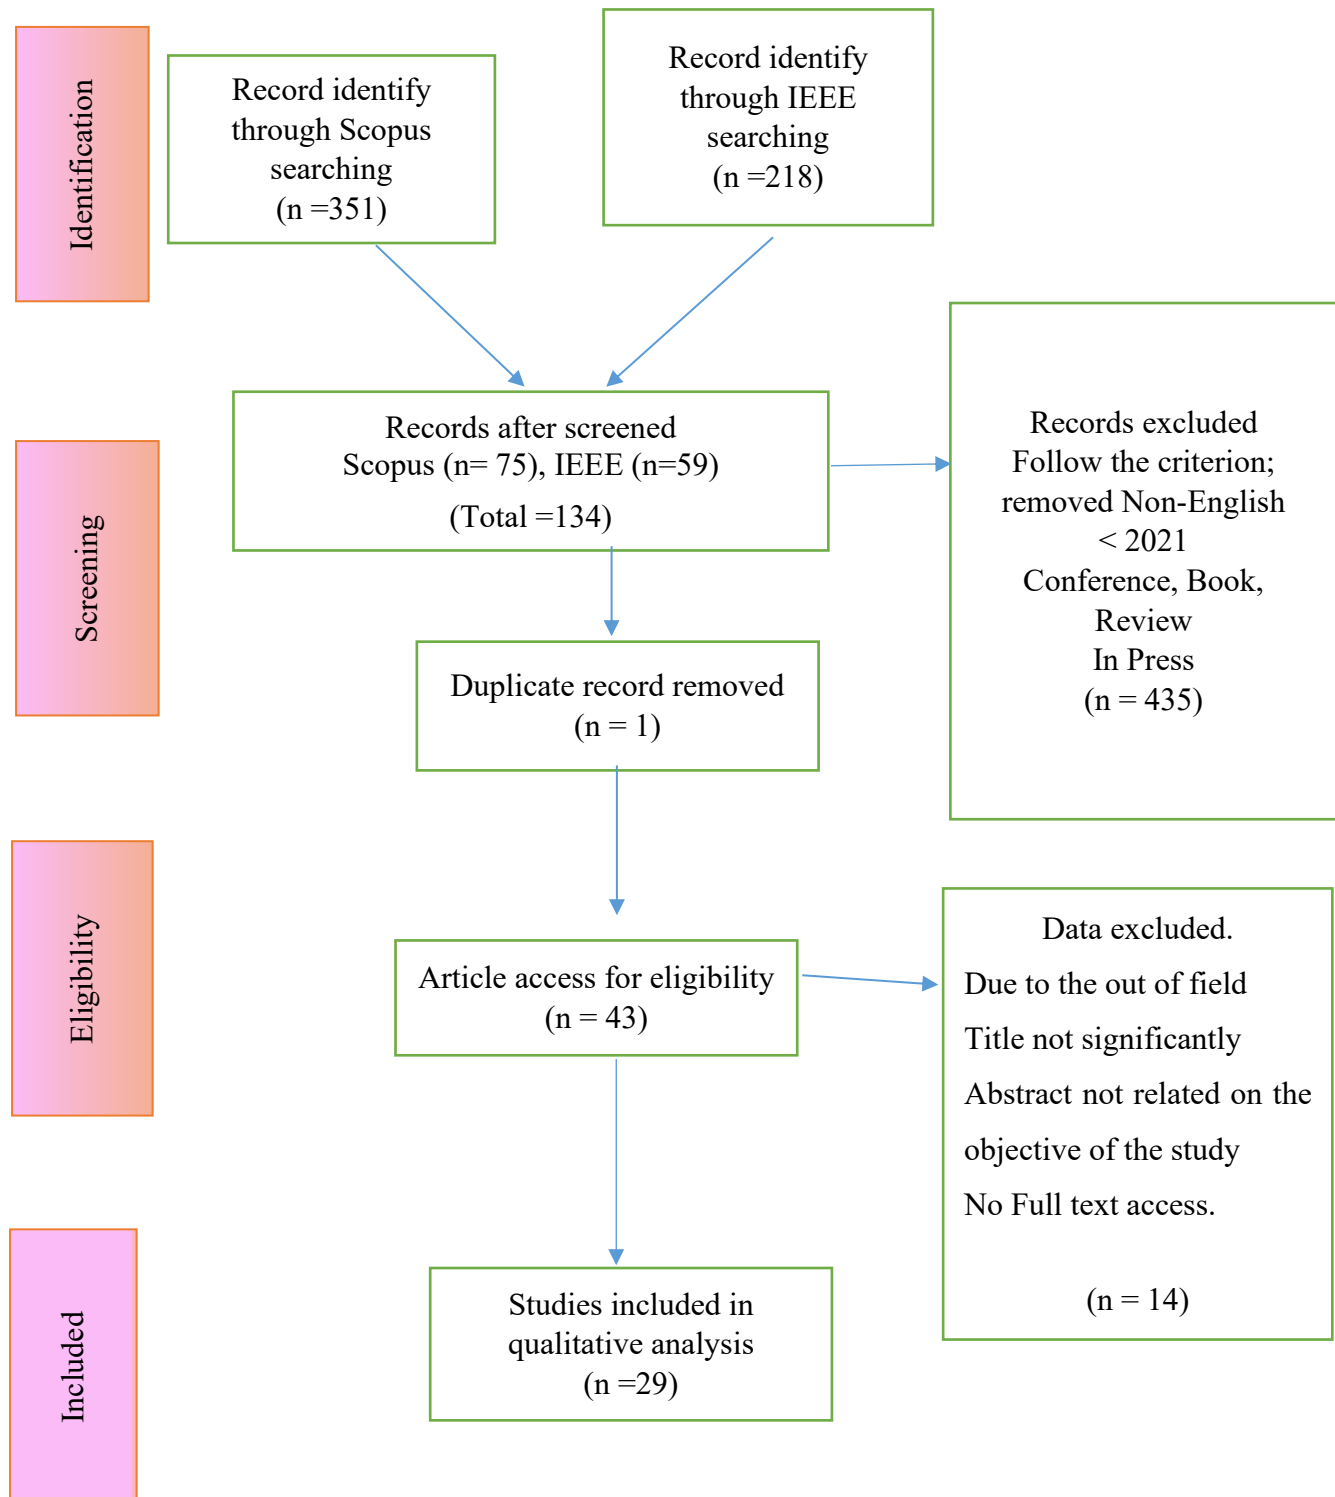 Identification
Record identify
through Scopus
searching
(n =351)
Record identify
through IEEE
searching
(n =218)
Screening
Records after screened
Scopus (n= 75), IEEE (n=59)
(Total =134)
Records excluded
Follow the criterion;
removed Non-English
< 2021
Conference, Book,
Review
In Press
(n = 435)
Duplicate record removed
(n = 1)
Eligibility
Article access for eligibility
(n = 43)
Data excluded.
Due to the out of field
Title not significantly
Abstract not related on the
objective of the study
No Full text access.
(n = 14)
Included
Studies included in
qualitative analysis
(n =29)